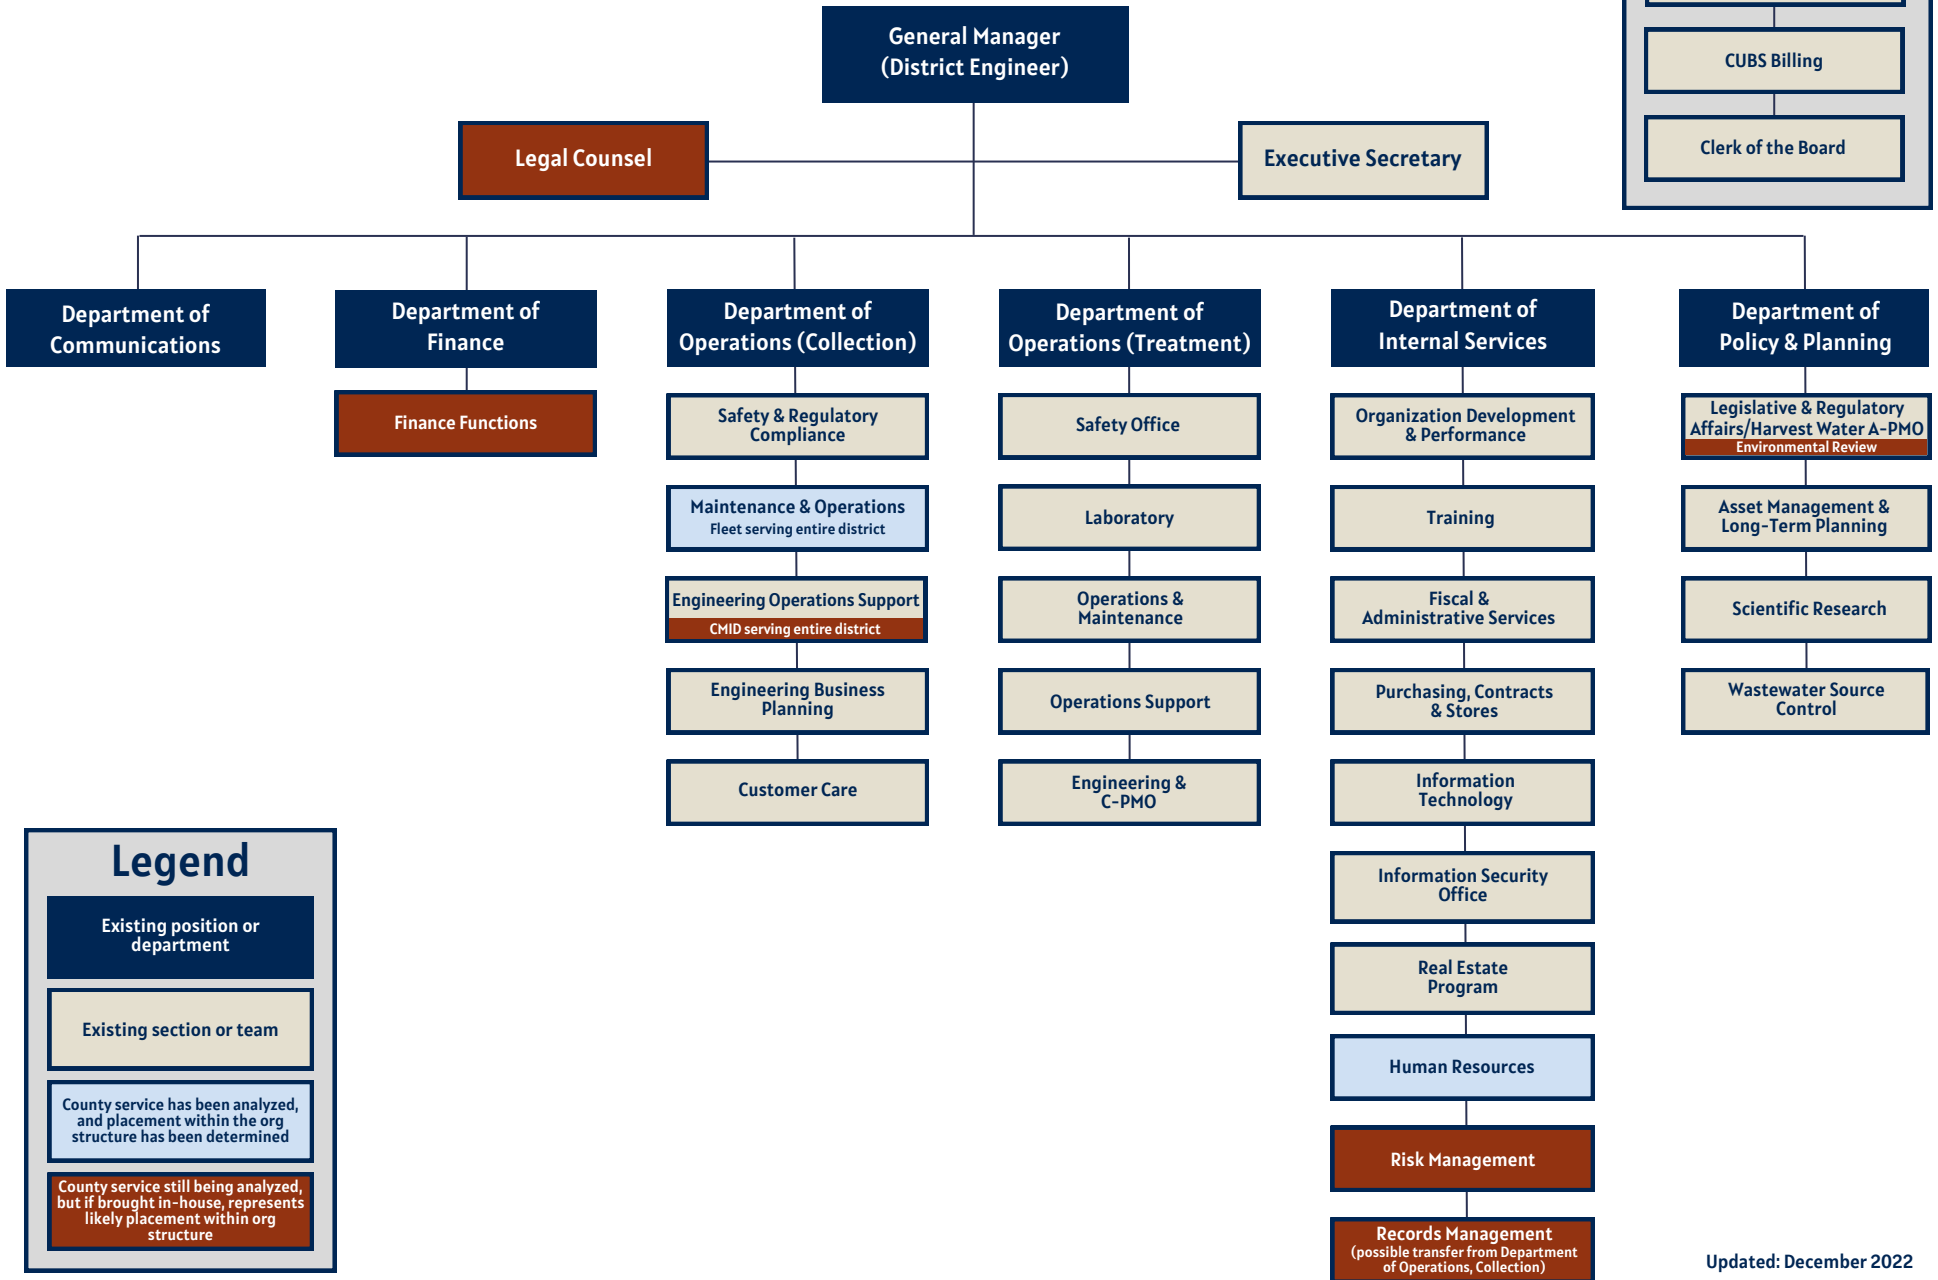 General Manager
(District Engineer)
CUBS Billing
Clerk of the Board
Legal Counsel
Executive Secretary
Department of
Communications
Department of
Finance
Finance Functions
Department of
Operations (Collection)
Safety & Regulatory
Compliance
Maintenance & Operations
Fleet serving entire district
Engineering Operations Support
CMID serving entire district
Engineering Business
Planning
Customer Care
Department of
Operations (Treatment)
Safety Office
Laboratory
Operations &
Maintenance
Operations Support
Engineering &
C-PMO
Department of
Internal Services
Organization Development
& Performance
Training
Fiscal &
Administrative Services
Purchasing, Contracts
& Stores
Information
Technology
Information Security
Office
Real Estate
Program
Human Resources
Risk Management
Records Management
(possible transfer from Department
of Operations, Collection)
Department of
Policy & Planning
Legislative & Regulatory
Affairs/Harvest Water A-PMO
Environmental Review
Asset Management &
Long-Term Planning
Scientific Research
Wastewater Source
Control
Legend
Existing position or
department
Existing section or team
County service has been analyzed,
and placement within the org
structure has been determined
County service still being analyzed,
but if brought in-house, represents
likely placement within org
structure
Updated: December 2022